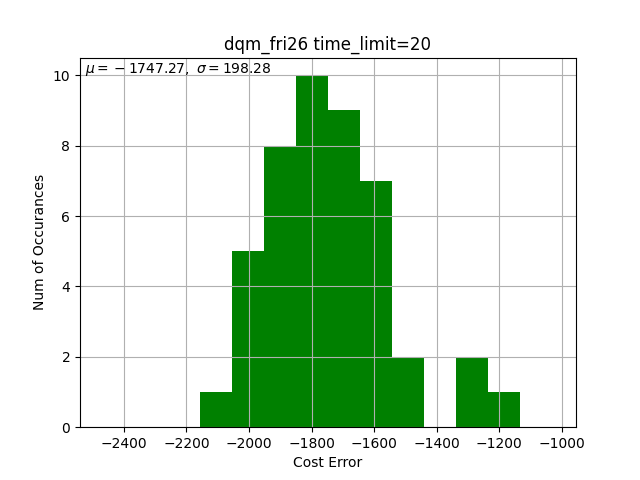 dqm_fri26 time_limit=20
μ = −1747.27, σ = 198.28
10
8
6
4
2
0
Num of Occurances
−2400 −2200 −2000 −1800 −1600 −1400 −1200 −1000
Cost Error